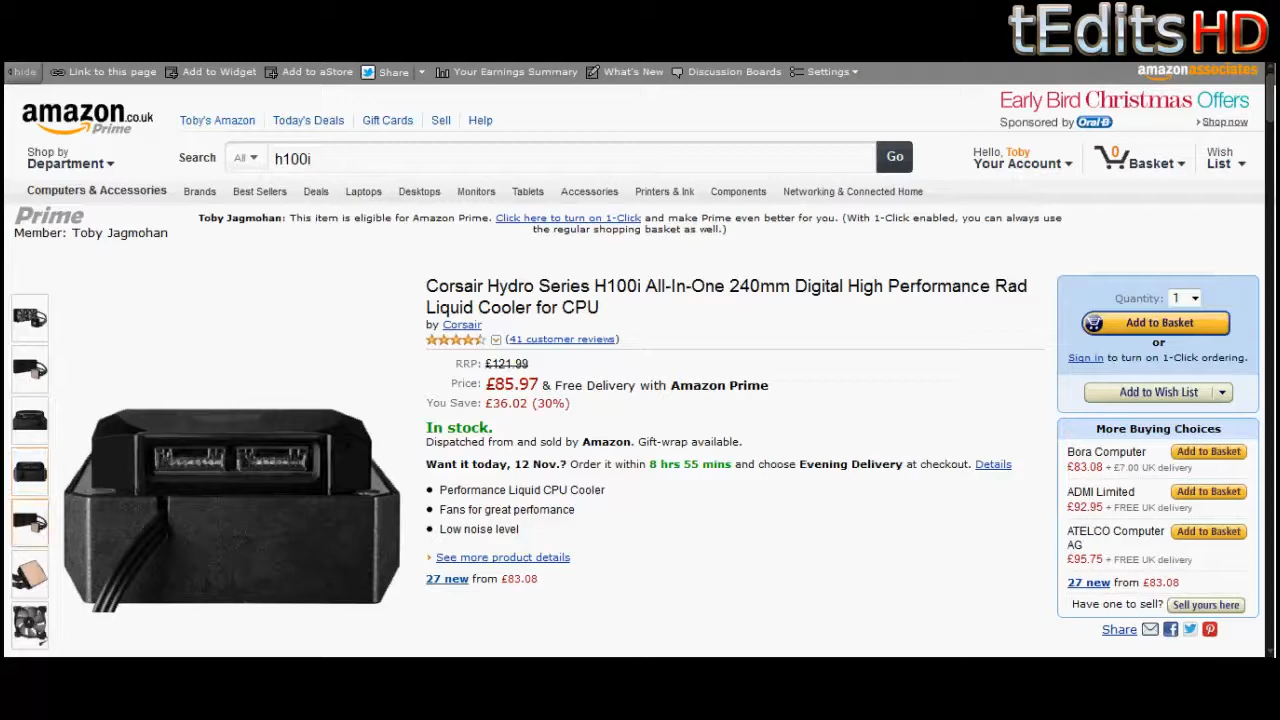 tEditsHD
hide Link to this page Add to Widget Add to aStore Share Your Earnings Summary What's New Discussion Boards Settings
amazonassociates
amazon.co.uk
Prime
Toby's Amazon Today's Deals Gift Cards Sell Help
Early Bird Christmas Offers
Sponsored by Oral-B Shop now
Shop by
Department
Search All h100i Go
Hello, Toby
Your Account
0 Basket
Wish
List
Computers & Accessories Brands Best Sellers Deals Laptops Desktops Monitors Tablets Accessories Printers & Ink Components Networking & Connected Home
Prime
Member: Toby Jagmohan
Toby Jagmohan: This item is eligible for Amazon Prime. Click here to turn on 1-Click and make Prime even better for you. (With 1-Click enabled, you can always use
the regular shopping basket as well.)
Corsair Hydro Series H100i All-In-One 240mm Digital High Performance Rad
Liquid Cooler for CPU
by Corsair
(41 customer reviews)
RRP: £121.99
Price: £85.97 & Free Delivery with Amazon Prime
You Save: £36.02 (30%)
In stock.
Dispatched from and sold by Amazon. Gift-wrap available.
Want it today, 12 Nov.? Order it within 8 hrs 55 mins and choose Evening Delivery at checkout. Details
Performance Liquid CPU Cooler
Fans for great perfomance
Low noise level
See more product details
27 new from £83.08
Quantity: 1
Add to Basket
or
Sign in to turn on 1-Click ordering.
Add to Wish List
More Buying Choices
Bora Computer Add to Basket
£83.08 + £7.00 UK delivery
ADMI Limited Add to Basket
£92.95 + FREE UK delivery
ATELCO Computer Add to Basket
AG
£95.75 + FREE UK delivery
27 new from £83.08
Have one to sell? Sell yours here
Share